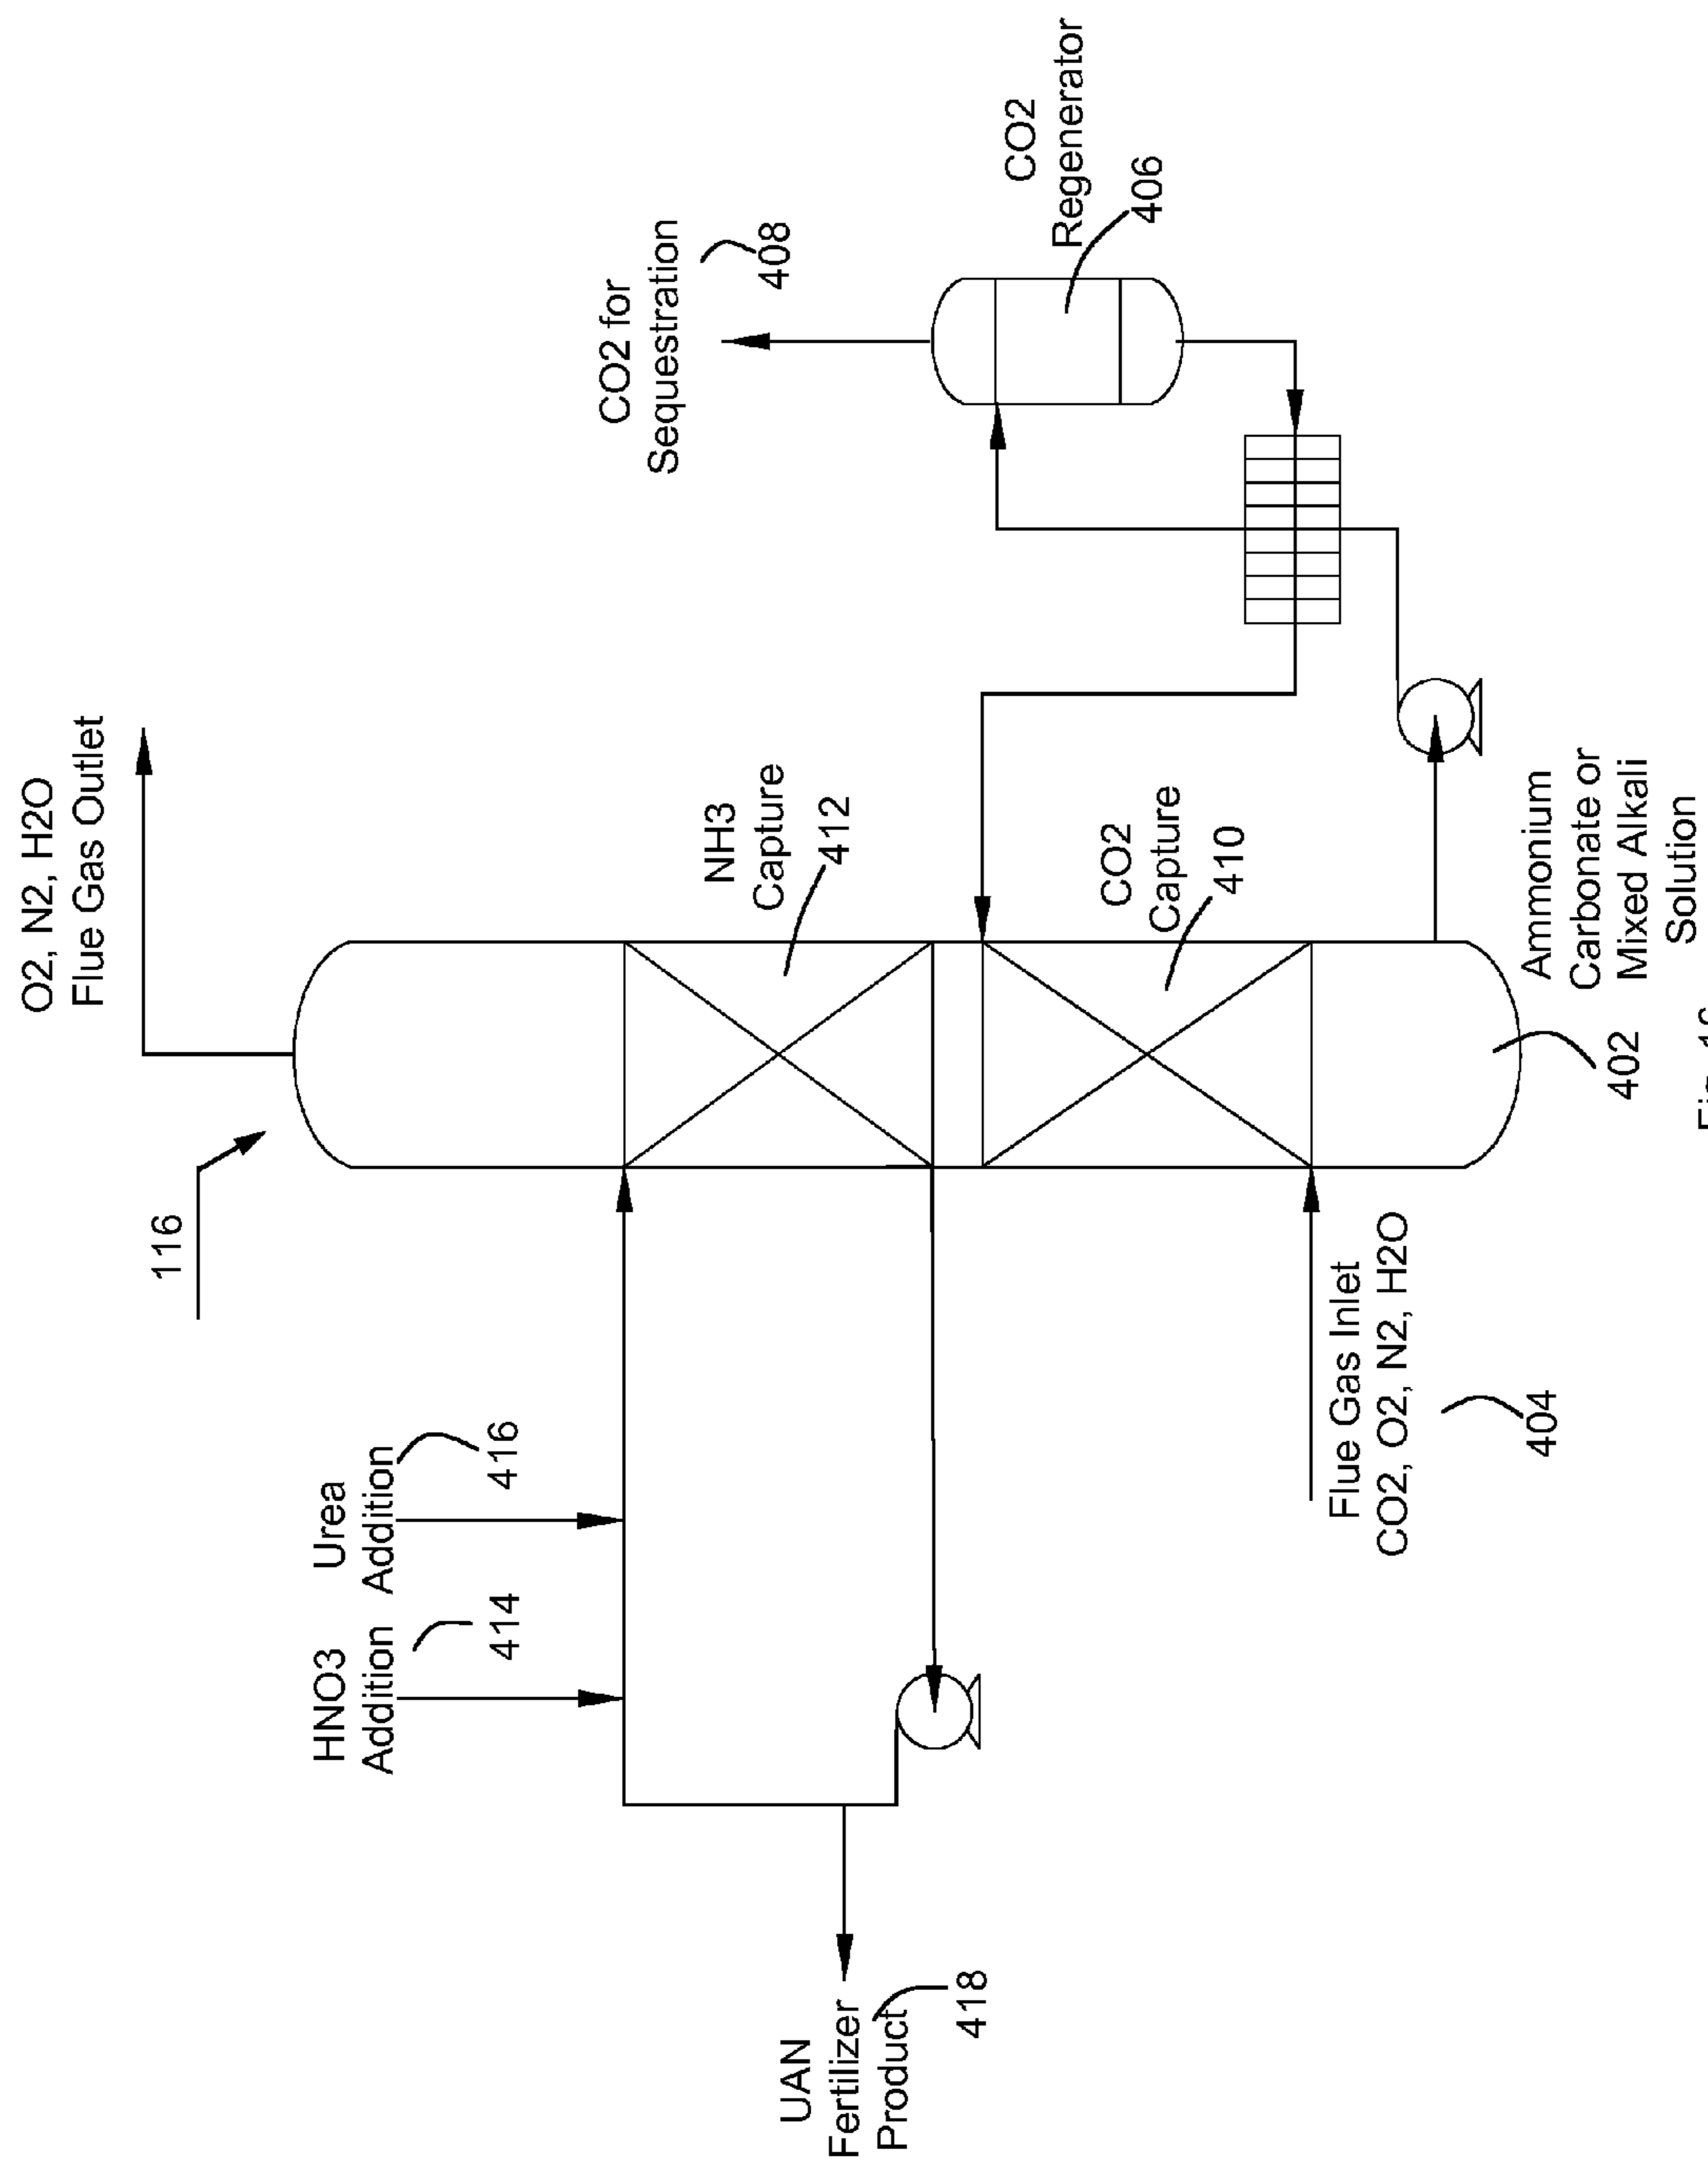 O2, N2, H2O
Flue Gas Outlet
116
HNO3
Addition
414
Urea
Addition
416
CO2 for
Sequestration
408
NH3
Capture
412
CO2
Regenerator
406
UAN
Fertilizer
Product
418
CO2
Capture
410
Flue Gas Inlet
CO2, O2, N2, H2O
404
Ammonium
Carbonate or
Mixed Alkali
Solution
402